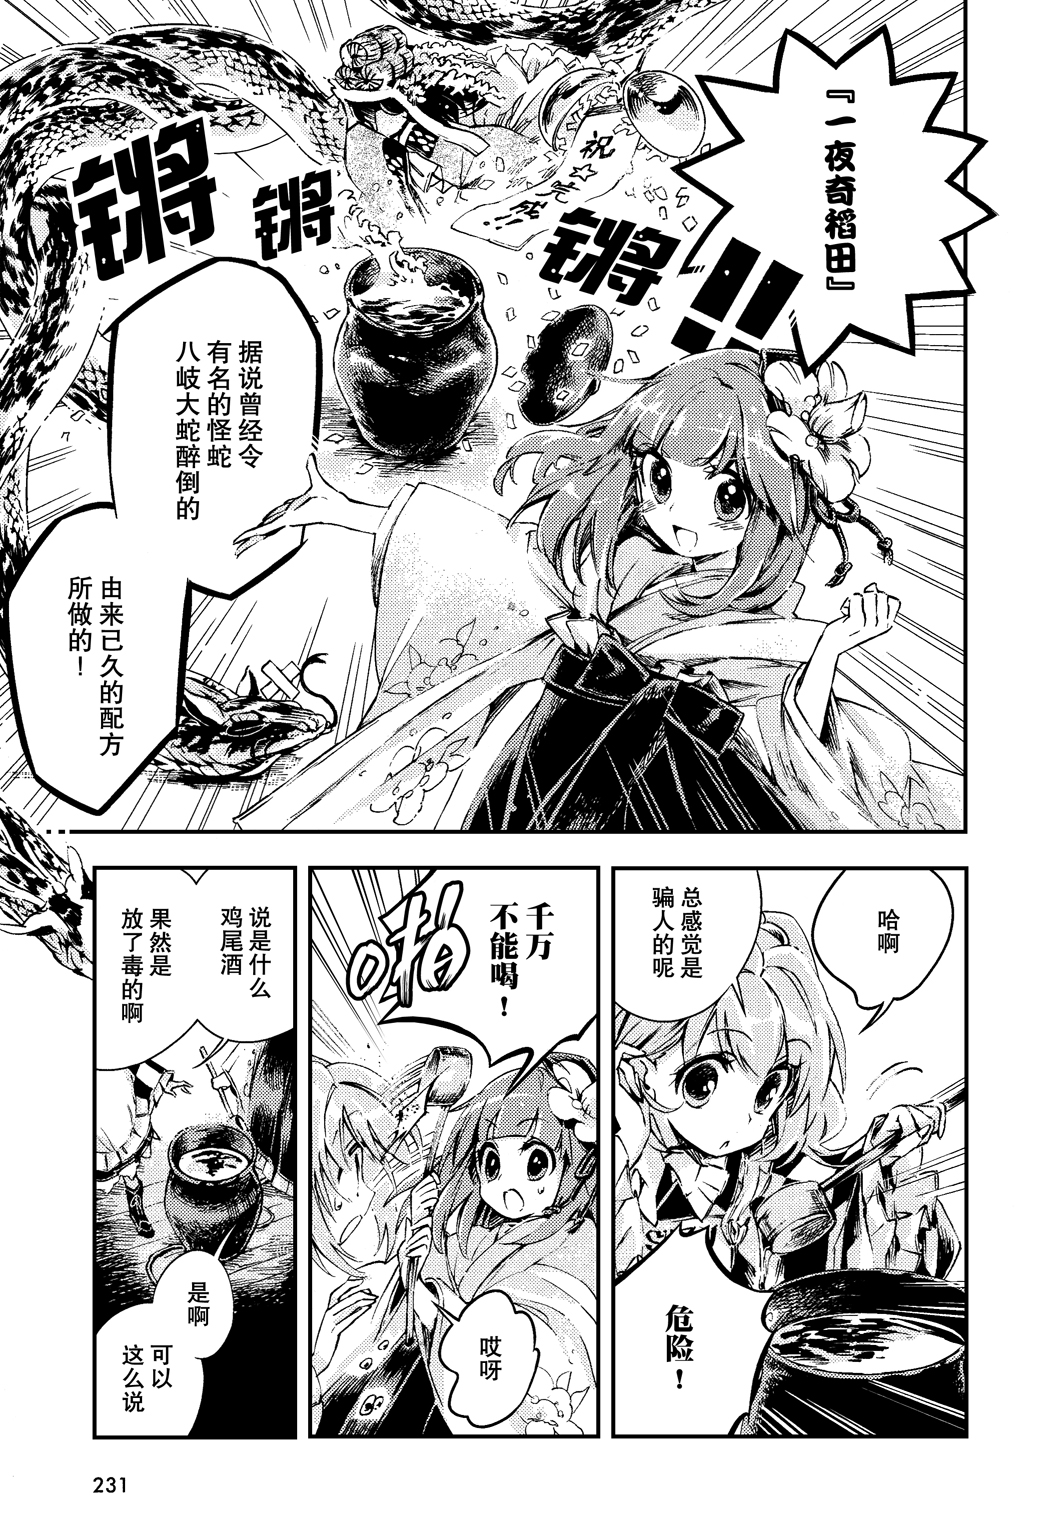 『一夜奇稻田』
!!
锵
锵
锵
祝
☆
完
成!!
据说曾经令
有名的怪蛇
八岐大蛇醉倒的
由来已久的配方
所做的！
哈啊
总感觉是
骗人的呢
危险！
千万
不能喝！
啪
哎呀
说是什么
鸡尾酒
果然是
放了毒的啊
是啊
可以
这么说
231